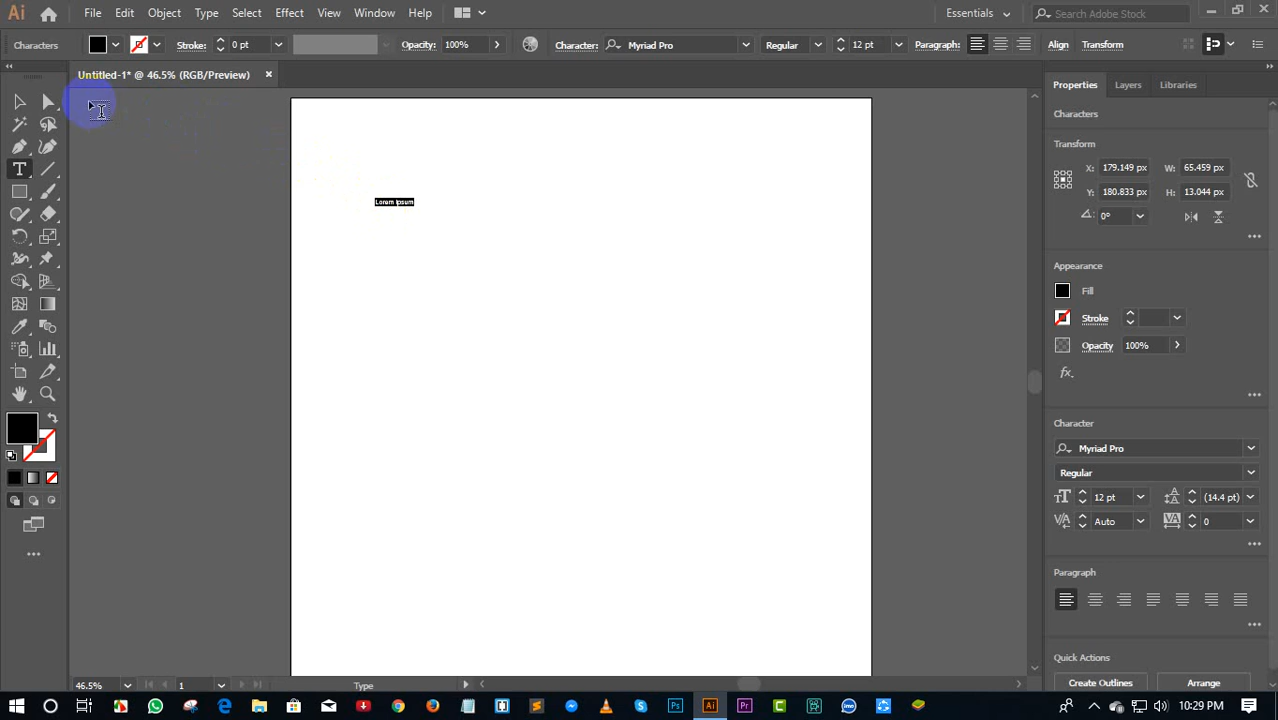 Ai File Edit Object Type Select Effect View Window Help Essentials Search Adobe Stock
Characters Stroke: 0 pt Opacity: 100% Character: Myriad Pro Regular 12 pt Paragraph: Align Transform
Untitled-1* @ 46.5% (RGB/Preview)
Lorem ipsum
Properties Layers Libraries
Characters
Transform
X: 179.149 px W: 65.459 px
Y: 180.833 px H: 13.044 px
0°
Appearance
Fill
Stroke
Opacity 100%
fx.
Character
Myriad Pro
Regular
12 pt (14.4 pt)
Auto 0
Paragraph
Quick Actions
Create Outlines Arrange
46.5% 1 Type
Ps Ai Pr
10:29 PM